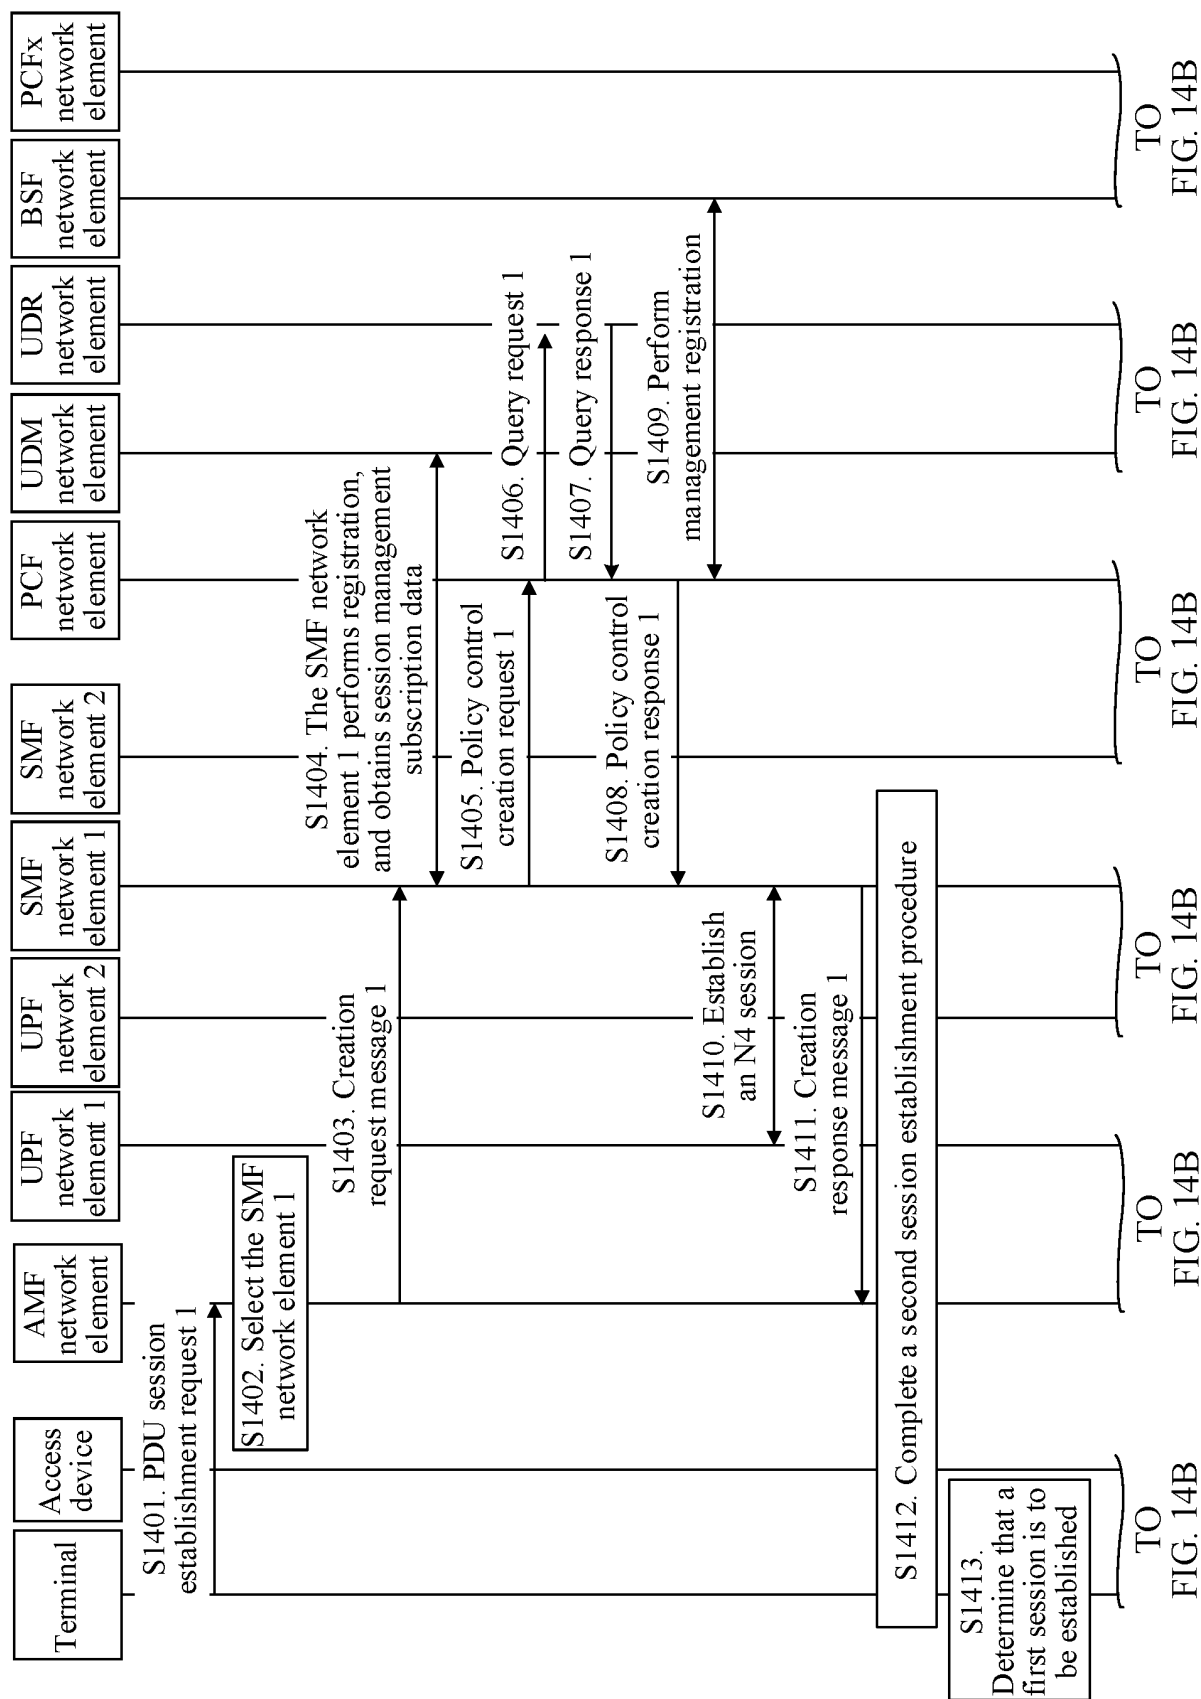 Terminal
Access
device
AMF
network
element
UPF
network
element 1
UPF
network
element 2
SMF
network
element 1
SMF
network
element 2
PCF
network
element
UDM
network
element
UDR
network
element
BSF
network
element
PCFx
network
element
S1401. PDU session
establishment request 1
S1402. Select the SMF
network element 1
S1403. Creation
request message 1
S1404. The SMF network
element 1 performs registration,
and obtains session management
subscription data
S1405. Policy control
creation request 1
S1406. Query request 1
S1407. Query response 1
S1408. Policy control
creation response 1
S1409. Perform
management registration
S1410. Establish
an N4 session
S1411. Creation
response message 1
S1412. Complete a second session establishment procedure
S1413.
Determine that a
first session is to
be established
TO
FIG. 14B
TO
FIG. 14B
TO
FIG. 14B
TO
FIG. 14B
TO
FIG. 14B
TO
FIG. 14B